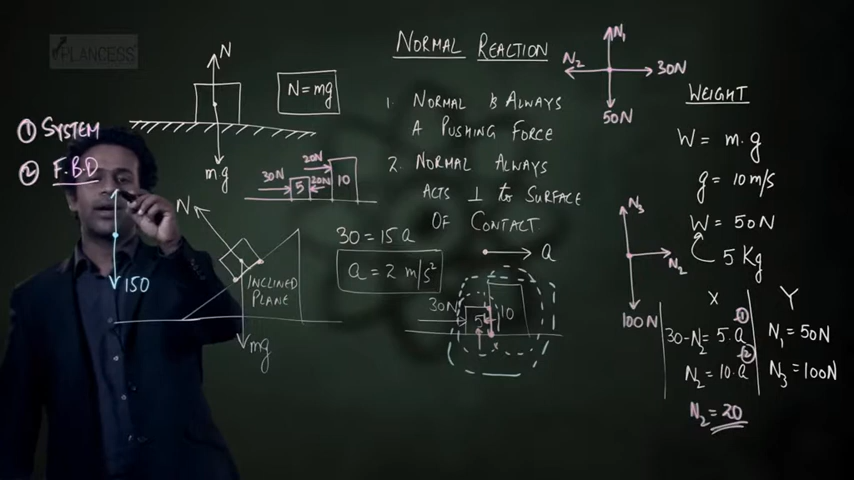 PLANCESS
① SYSTEM
② F.B.D
150
N
mg
N = mg
30N
20N
20N
5
10
N
INCLINED
PLANE
mg
NORMAL REACTION
1. NORMAL is ALWAYS
A PUSHING FORCE
2. NORMAL ALWAYS
ACTS ⊥ to SURFACE
OF CONTACT
30 = 15a
a = 2 m/s²
a
30N
5
10
N₁
N₂
30N
50N
N₃
N₂
100N
WEIGHT
W = m.g
g = 10 m/s
W = 50N
5 Kg
X Y
①
30-N₂ = 5.a N₁ = 50N
②
N₂ = 10.a N₃ = 100N
N₂ = 20